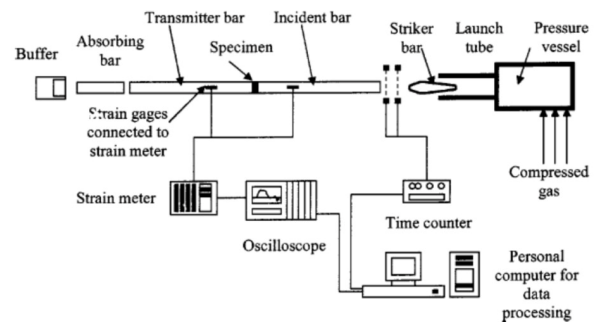 Transmitter bar
Incident bar
Striker
bar
Launch
tube
Pressure
vessel
Buffer
Absorbing
bar
Specimen
Strain gages
connected to
strain meter
Compressed
gas
Strain meter
Oscilloscope
Time counter
Personal
computer for
data
processing